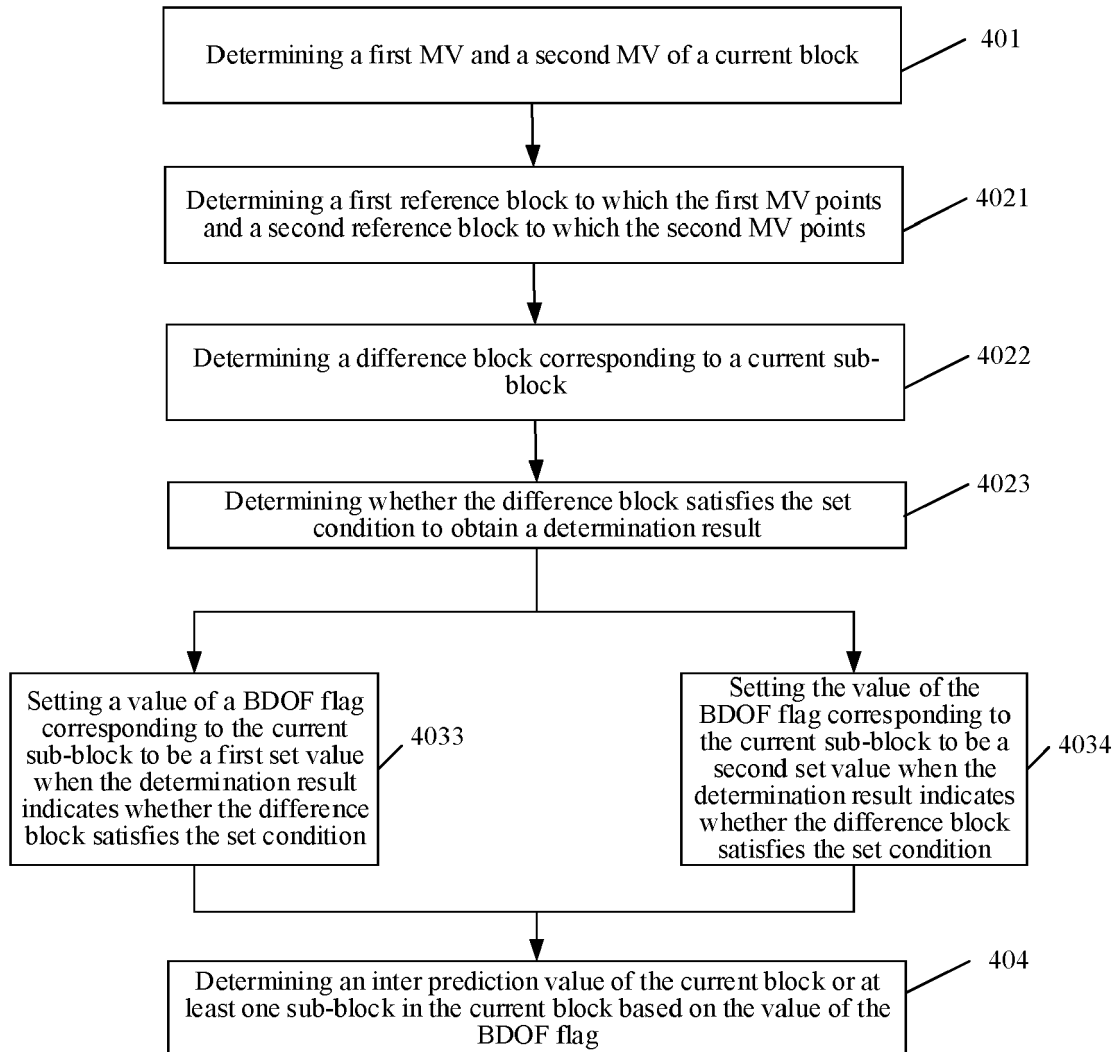 Determining a first MV and a second MV of a current block
401
Determining a first reference block to which the first MV points
and a second reference block to which the second MV points
4021
Determining a difference block corresponding to a current sub-
block
4022
Determining whether the difference block satisfies the set
condition to obtain a determination result
4023
Setting a value of a BDOF flag
corresponding to the current
sub-block to be a first set value
when the determination result
indicates whether the difference
block satisfies the set condition
4033
Setting the value of the
BDOF flag corresponding to
the current sub-block to be a
second set value when the
determination result indicates
whether the difference block
satisfies the set condition
4034
Determining an inter prediction value of the current block or at
least one sub-block in the current block based on the value of the
BDOF flag
404